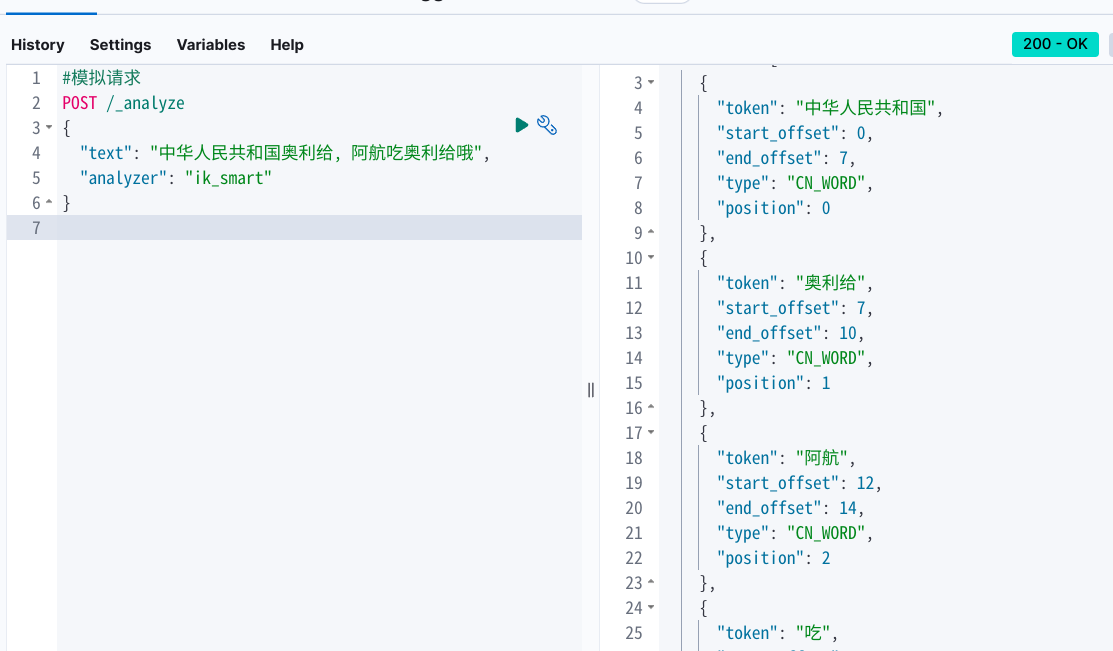 History Settings Variables Help
200 - OK
1 #模拟请求
2 POST /_analyze
3 {
4 "text": "中华人民共和国奥利给, 阿航吃奥利给哦",
5 "analyzer": "ik_smart"
6 }
7
3 {
4 "token": "中华人民共和国",
5 "start_offset": 0,
6 "end_offset": 7,
7 "type": "CN_WORD",
8 "position": 0
9 },
10 {
11 "token": "奥利给",
12 "start_offset": 7,
13 "end_offset": 10,
14 "type": "CN_WORD",
15 "position": 1
16 },
17 {
18 "token": "阿航",
19 "start_offset": 12,
20 "end_offset": 14,
21 "type": "CN_WORD",
22 "position": 2
23 },
24 {
25 "token": "吃",